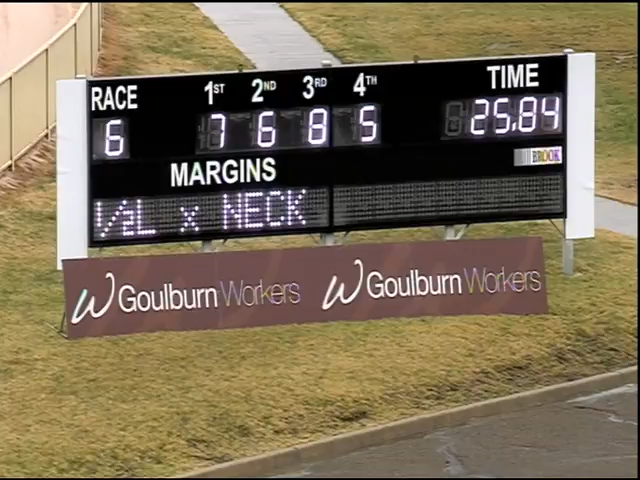 RACE 1ST 2ND 3RD 4TH TIME
6 7 6 8 5 25.84
MARGINS BROOK
1/2L x NECK
W Goulburn Workers W Goulburn Workers